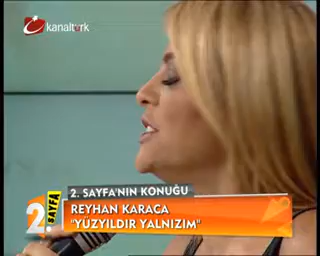 kanaltürk
2. SAYFA'NIN KONUĞU
2. SAYFA
REYHAN KARACA
"YÜZYILDIR YALNIZIM"